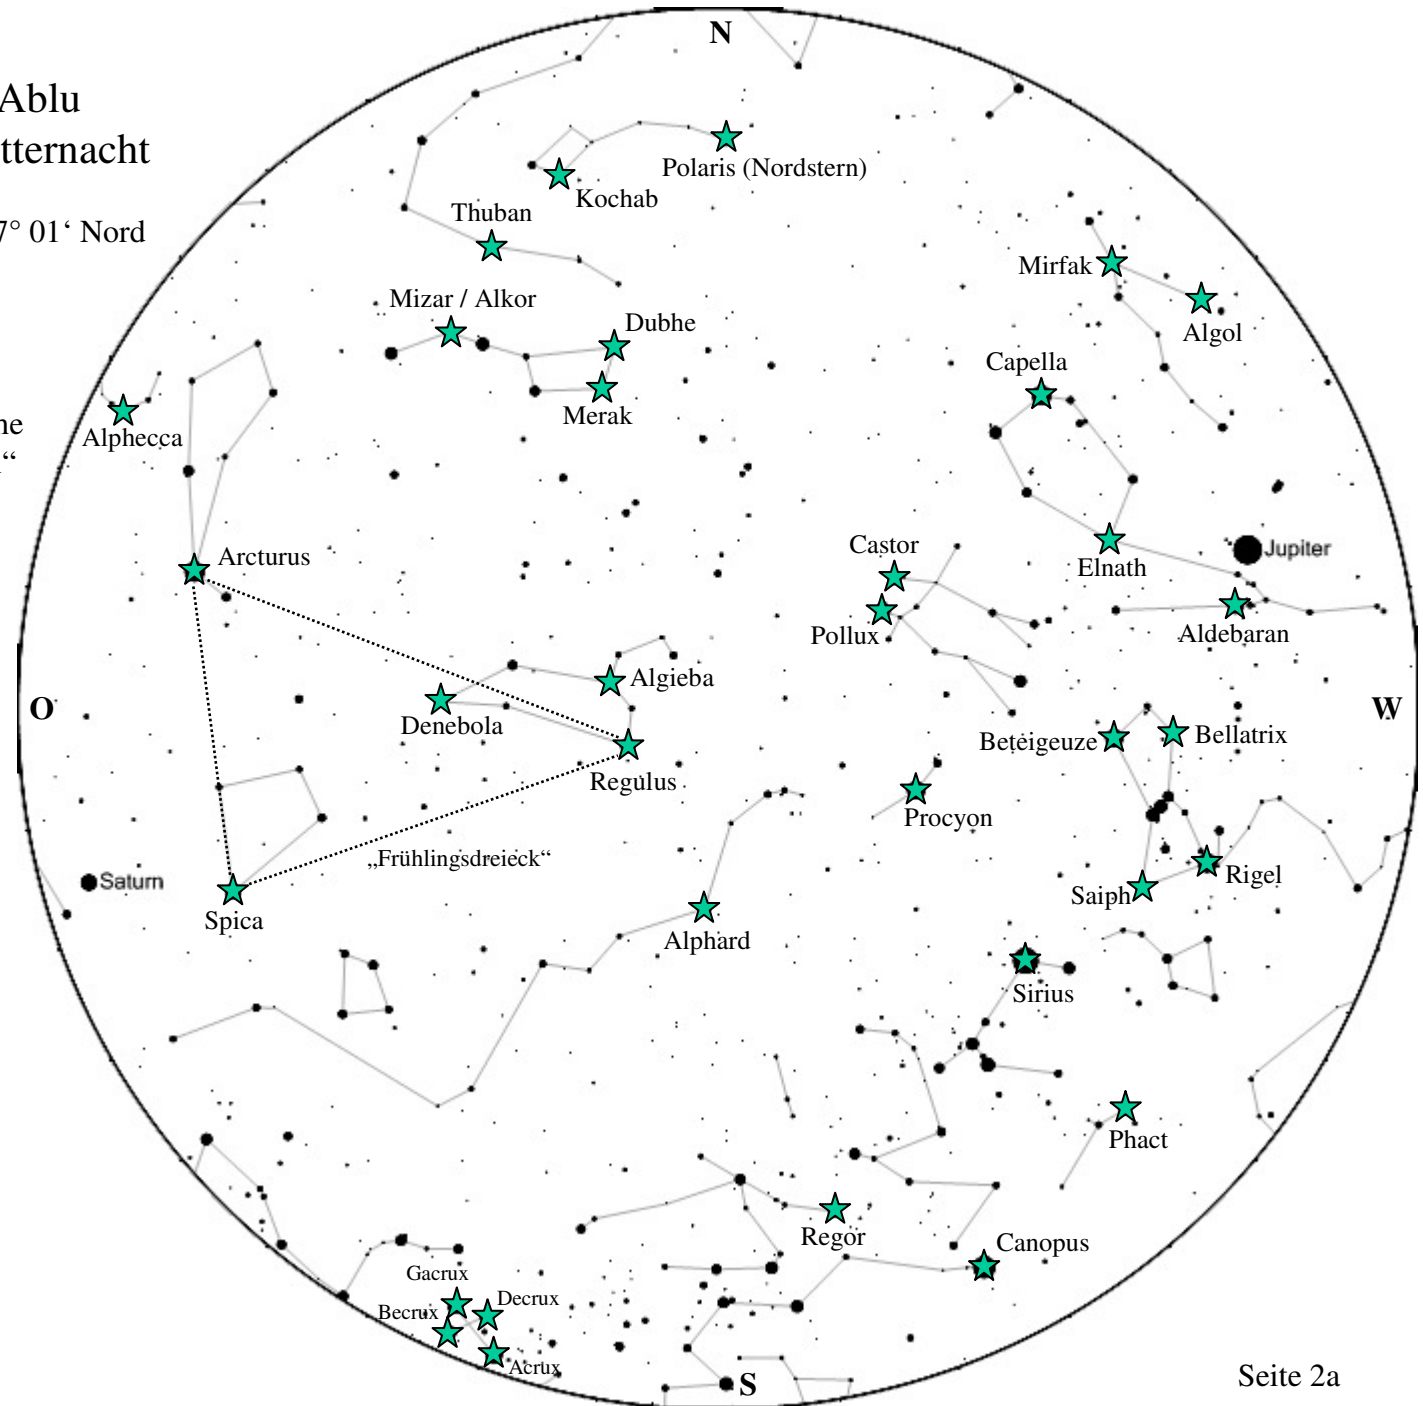 N
Ablu
tternacht
7° 01‘ Nord
Polaris (Nordstern)
Kochab
Thuban
Mirfak
Mizar / Alkor
Dubhe
Algol
Capella
Merak
Alphecca
Arcturus
Castor
Jupiter
Elnath
Pollux
Aldebaran
Algieba
O
W
Denebola
Beteigeuze
Bellatrix
Regulus
Procyon
„Frühlingsdreieck“
Saturn
Rigel
Saiph
Spica
Alphard
Sirius
Phact
Regor
Canopus
Gacrux
Becrux
Decrux
Acrux
S
Seite 2a